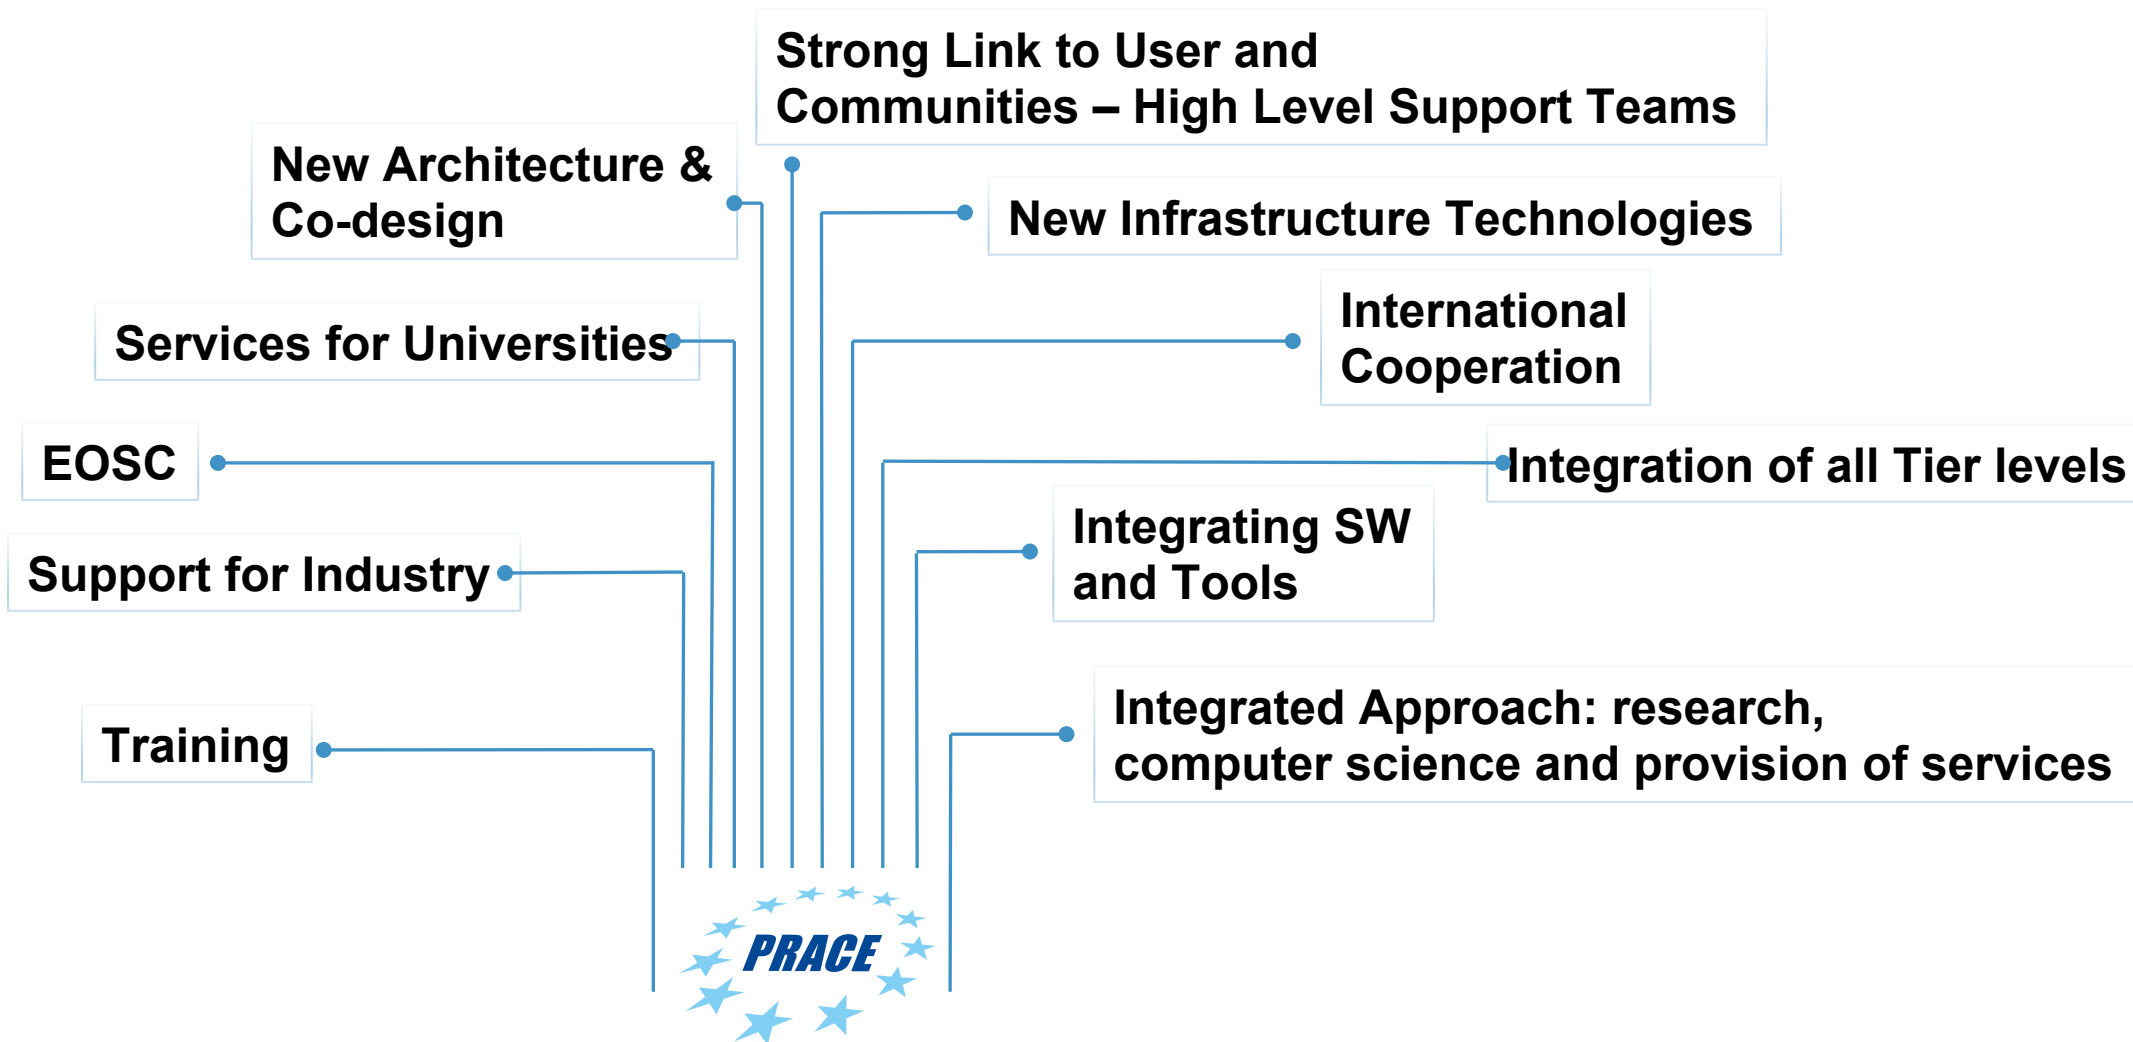 Strong Link to User and
Communities – High Level Support Teams
New Architecture &
Co-design
New Infrastructure Technologies
Services for Universities
International
Cooperation
EOSC
Integration of all Tier levels
Support for Industry
Integrating SW
and Tools
Training
Integrated Approach: research,
computer science and provision of services
PRACE